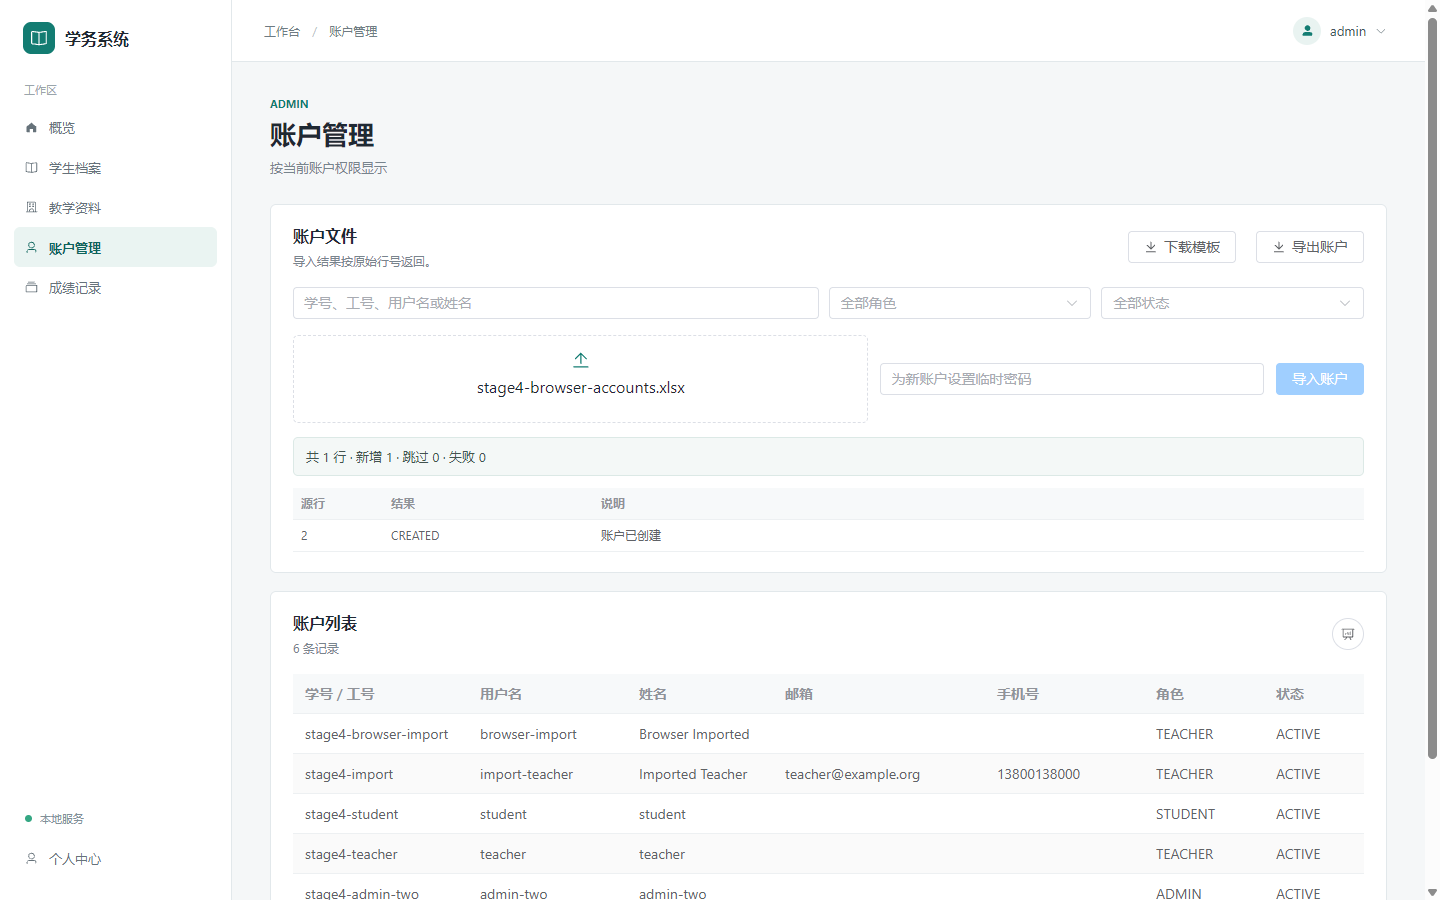 学务系统
工作区
概览
学生档案
教学资料
账户管理
成绩记录
本地服务
个人中心
工作台 / 账户管理
admin
ADMIN
账户管理
按当前账户权限显示
账户文件
导入结果按原始行号返回。
下载模板
导出账户
学号、工号、用户名或姓名
全部角色
全部状态
stage4-browser-accounts.xlsx
为新账户设置临时密码
导入账户
共 1 行 · 新增 1 · 跳过 0 · 失败 0
源行 结果 说明
2 CREATED 账户已创建
账户列表
6 条记录
学号 / 工号 用户名 姓名 邮箱 手机号 角色 状态
stage4-browser-import browser-import Browser Imported TEACHER ACTIVE
stage4-import import-teacher Imported Teacher teacher@example.org 13800138000 TEACHER ACTIVE
stage4-student student student STUDENT ACTIVE
stage4-teacher teacher teacher TEACHER ACTIVE
stage4-admin-two admin-two admin-two ADMIN ACTIVE